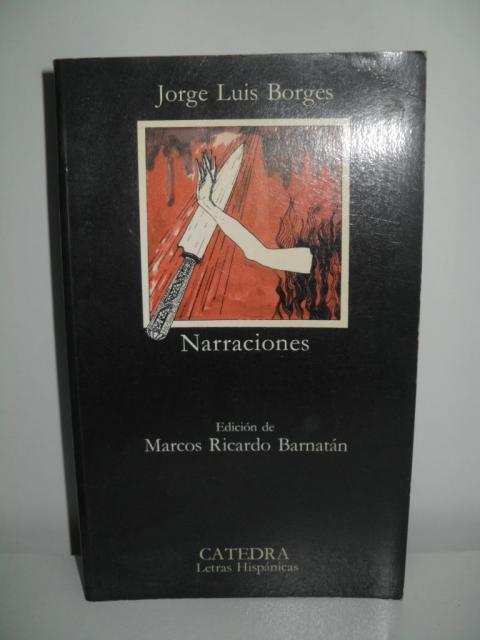 Jorge Luis Borges
Narraciones
Edición de
Marcos Ricardo Barnatán
CATEDRA
Letras Hispánicas